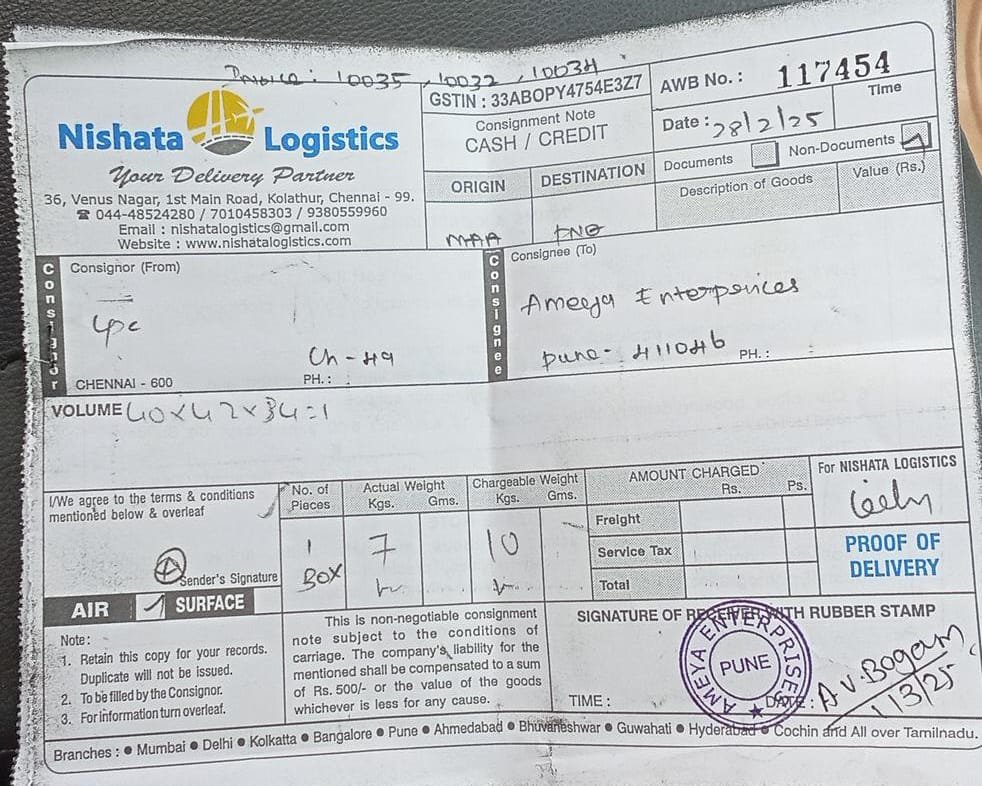 Invoice : 10035, 10032, 10034
Nishata Logistics
Your Delivery Partner
36, Venus Nagar, 1st Main Road, Kolathur, Chennai - 99.
☎ 044-48524280 / 7010458303 / 9380559960
Email : nishatalogistics@gmail.com
Website : www.nishatalogistics.com
GSTIN : 33ABOPY4754E3Z7
Consignment Note
CASH / CREDIT
ORIGIN DESTINATION
MAA PNQ
AWB No. : 117454
Date : 28/2/25 Time
Documents Non-Documents
Description of Goods Value (Rs.)
Consignor
Consignor (From)
Ch - 49
CHENNAI - 600 PH. :
Consignee
Consignee (To)
Ameeya Enterprices
pune - 411046 PH. :
VOLUME 40×42×34=1
I/We agree to the terms & conditions
mentioned below & overleaf
Sender's Signature
AIR SURFACE
No. of Pieces
1
BOX
Actual Weight
Kgs. Gms.
7
Chargeable Weight
Kgs. Gms.
10
AMOUNT CHARGED
Rs. Ps.
Freight
Service Tax
Total
For NISHATA LOGISTICS
PROOF OF
DELIVERY
Note :
1. Retain this copy for your records.
Duplicate will not be issued.
2. To be filled by the Consignor.
3. For information turn overleaf.
This is non-negotiable consignment
note subject to the conditions of
carriage. The company's liability for the
mentioned shall be compensated to a sum
of Rs. 500/- or the value of the goods
whichever is less for any cause.
SIGNATURE OF RECEIVER WITH RUBBER STAMP
AMEYA ENTERPRISES
PUNE
TIME : DATE :
A V. Bogam
1/3/25
Branches : ● Mumbai ● Delhi ● Kolkatta ● Bangalore ● Pune ● Ahmedabad ● Bhuvaneshwar ● Guwahati ● Hyderabad ● Cochin and All over Tamilnadu.